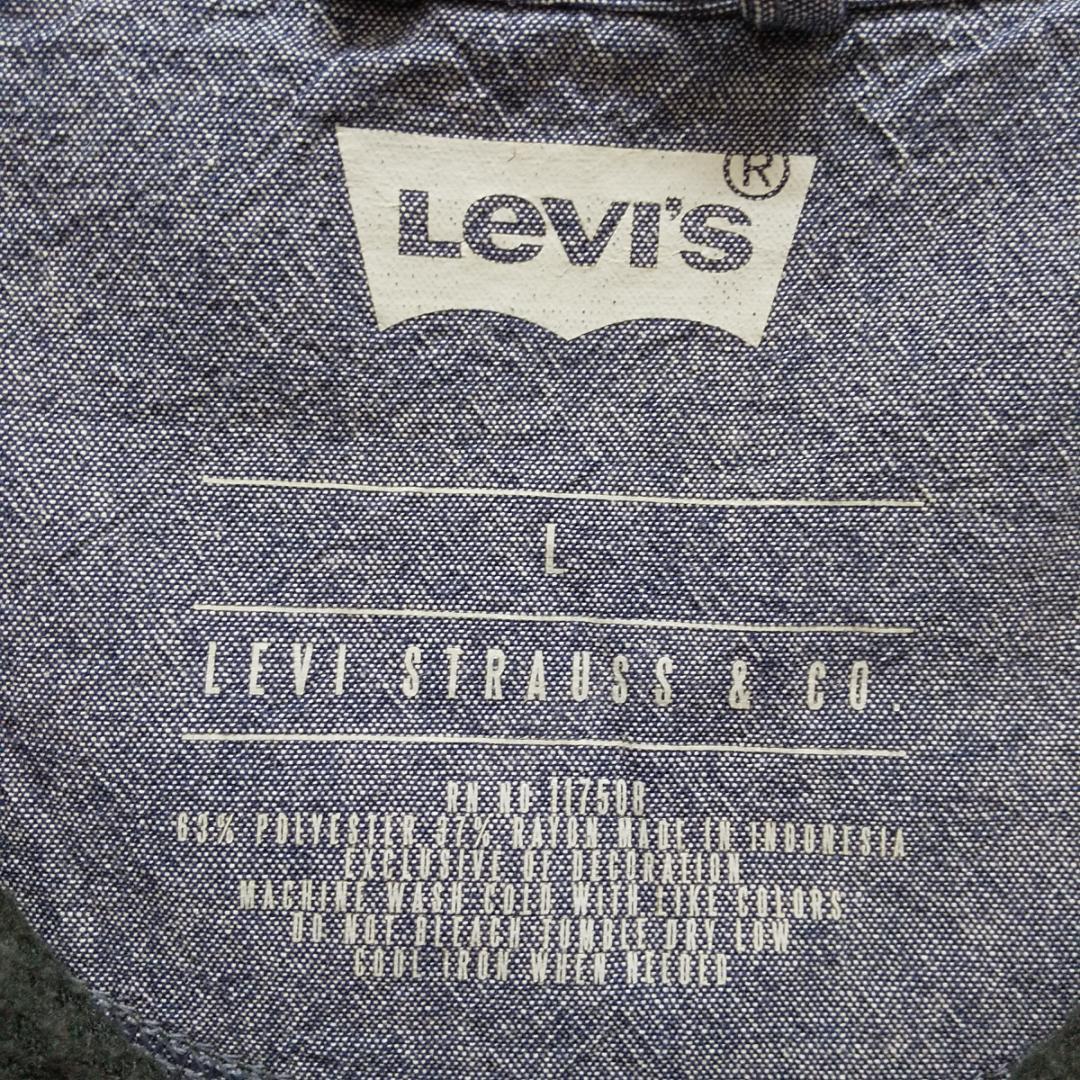 Levi's ®
L
LEVI STRAUSS & CO.
RN NO 117508
63% POLYESTER 37% RAYON MADE IN INDONESIA
EXCLUSIVE OF DECORATION
MACHINE WASH COLD WITH LIKE COLORS
DO NOT BLEACH TUMBLE DRY LOW
COOL IRON WHEN NEEDED